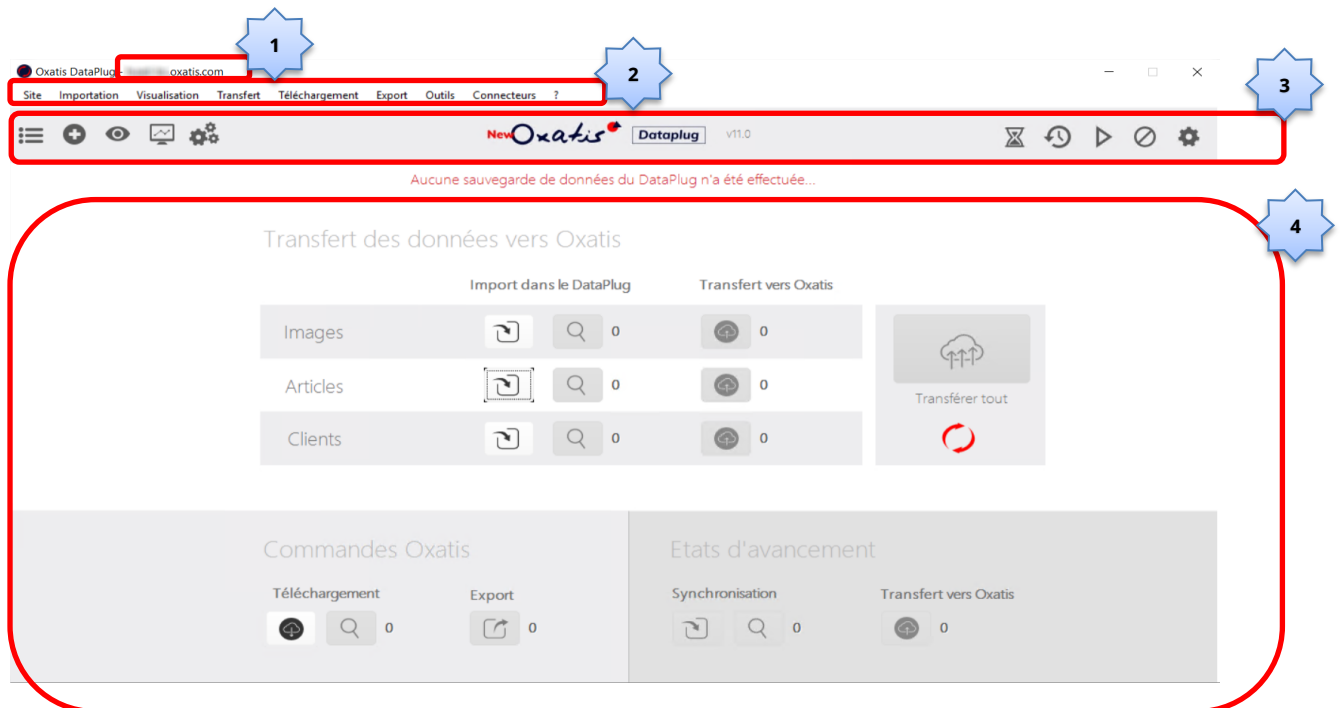 1
2
3
Oxatis DataPlug - oxatis.com
Site Importation Visualisation Transfert Téléchargement Export Outils Connecteurs ?
New Oxatis Dataplug v11.0
Aucune sauvegarde de données du DataPlug n'a été effectuée...
4
Transfert des données vers Oxatis
Import dans le DataPlug Transfert vers Oxatis
Images 0 0
Articles 0 0
Transférer tout
Clients 0 0
Commandes Oxatis Etats d'avancement
Téléchargement Export Synchronisation Transfert vers Oxatis
0 0 0 0